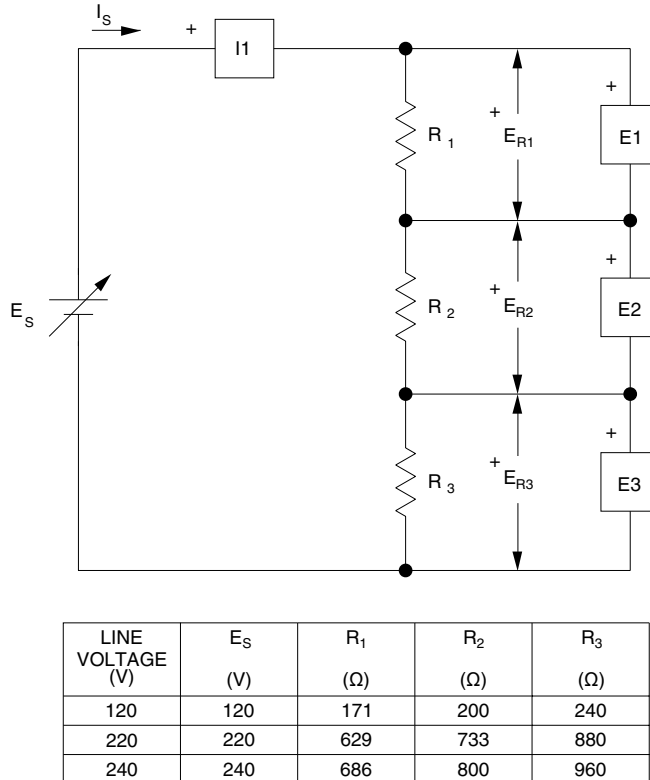 I_S
+ I1
+ E1
R_1 + E_R1
+ E2
E_S
R_2 + E_R2
+ E3
R_3 + E_R3
LINE VOLTAGE (V) E_S (V) R_1 (Ω) R_2 (Ω) R_3 (Ω)
120 120 171 200 240
220 220 629 733 880
240 240 686 800 960